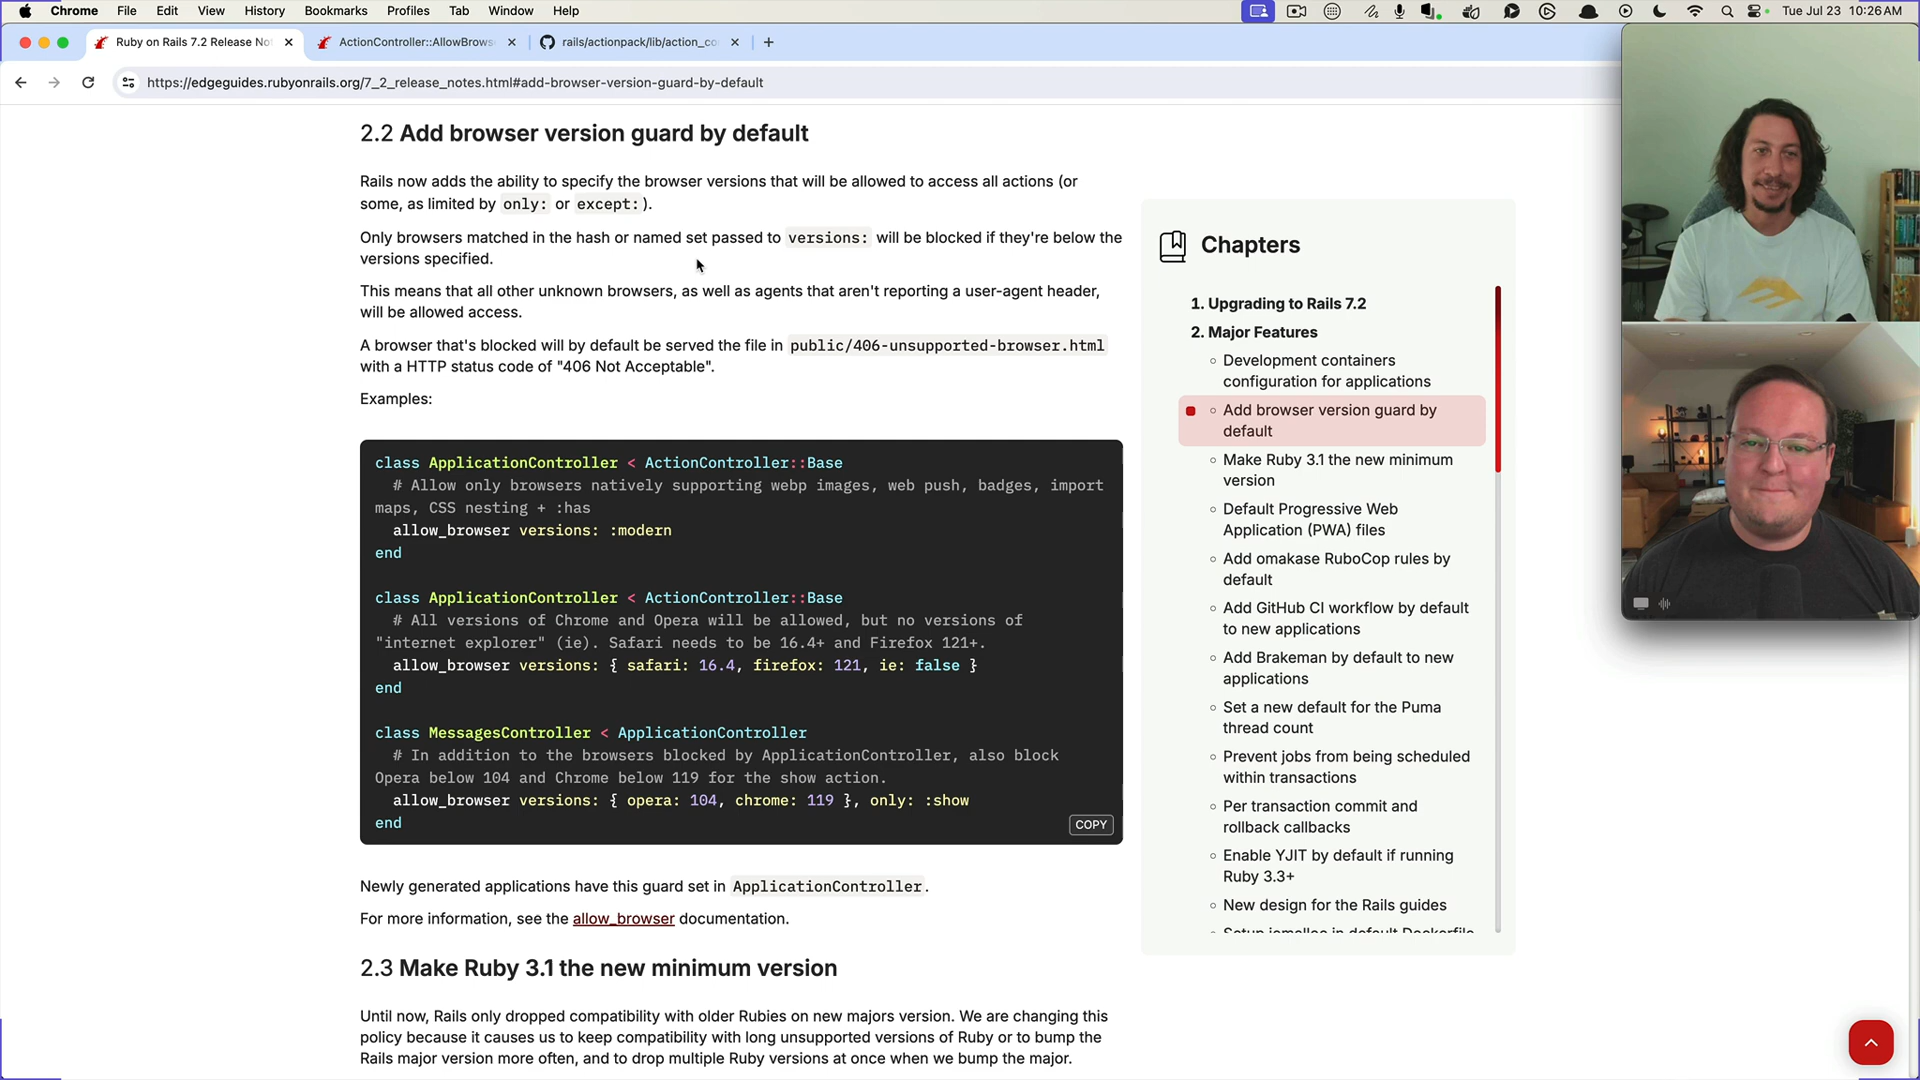 Chrome File Edit View History Bookmarks Profiles Tab Window Help Tue Jul 23 10:26 AM
Ruby on Rails 7.2 Release No
ActionController::AllowBrows
rails/actionpack/lib/action_co
https://edgeguides.rubyonrails.org/7_2_release_notes.html#add-browser-version-guard-by-default
2.2 Add browser version guard by default
Rails now adds the ability to specify the browser versions that will be allowed to access all actions (or
some, as limited by only: or except:).
Only browsers matched in the hash or named set passed to versions: will be blocked if they're below the
versions specified.
This means that all other unknown browsers, as well as agents that aren't reporting a user-agent header,
will be allowed access.
A browser that's blocked will by default be served the file in public/406-unsupported-browser.html
with a HTTP status code of "406 Not Acceptable".
Examples:
class ApplicationController < ActionController::Base
# Allow only browsers natively supporting webp images, web push, badges, import
maps, CSS nesting + :has
allow_browser versions: :modern
end
class ApplicationController < ActionController::Base
# All versions of Chrome and Opera will be allowed, but no versions of
"internet explorer" (ie). Safari needs to be 16.4+ and Firefox 121+.
allow_browser versions: { safari: 16.4, firefox: 121, ie: false }
end
class MessagesController < ApplicationController
# In addition to the browsers blocked by ApplicationController, also block
Opera below 104 and Chrome below 119 for the show action.
allow_browser versions: { opera: 104, chrome: 119 }, only: :show
end
COPY
Newly generated applications have this guard set in ApplicationController.
For more information, see the allow_browser documentation.
2.3 Make Ruby 3.1 the new minimum version
Until now, Rails only dropped compatibility with older Rubies on new majors version. We are changing this
policy because it causes us to keep compatibility with long unsupported versions of Ruby or to bump the
Rails major version more often, and to drop multiple Ruby versions at once when we bump the major.
Chapters
1. Upgrading to Rails 7.2
2. Major Features
Development containers
configuration for applications
Add browser version guard by
default
Make Ruby 3.1 the new minimum
version
Default Progressive Web
Application (PWA) files
Add omakase RuboCop rules by
default
Add GitHub CI workflow by default
to new applications
Add Brakeman by default to new
applications
Set a new default for the Puma
thread count
Prevent jobs from being scheduled
within transactions
Per transaction commit and
rollback callbacks
Enable YJIT by default if running
Ruby 3.3+
New design for the Rails guides
Setup jemalloc in default Dockerfile